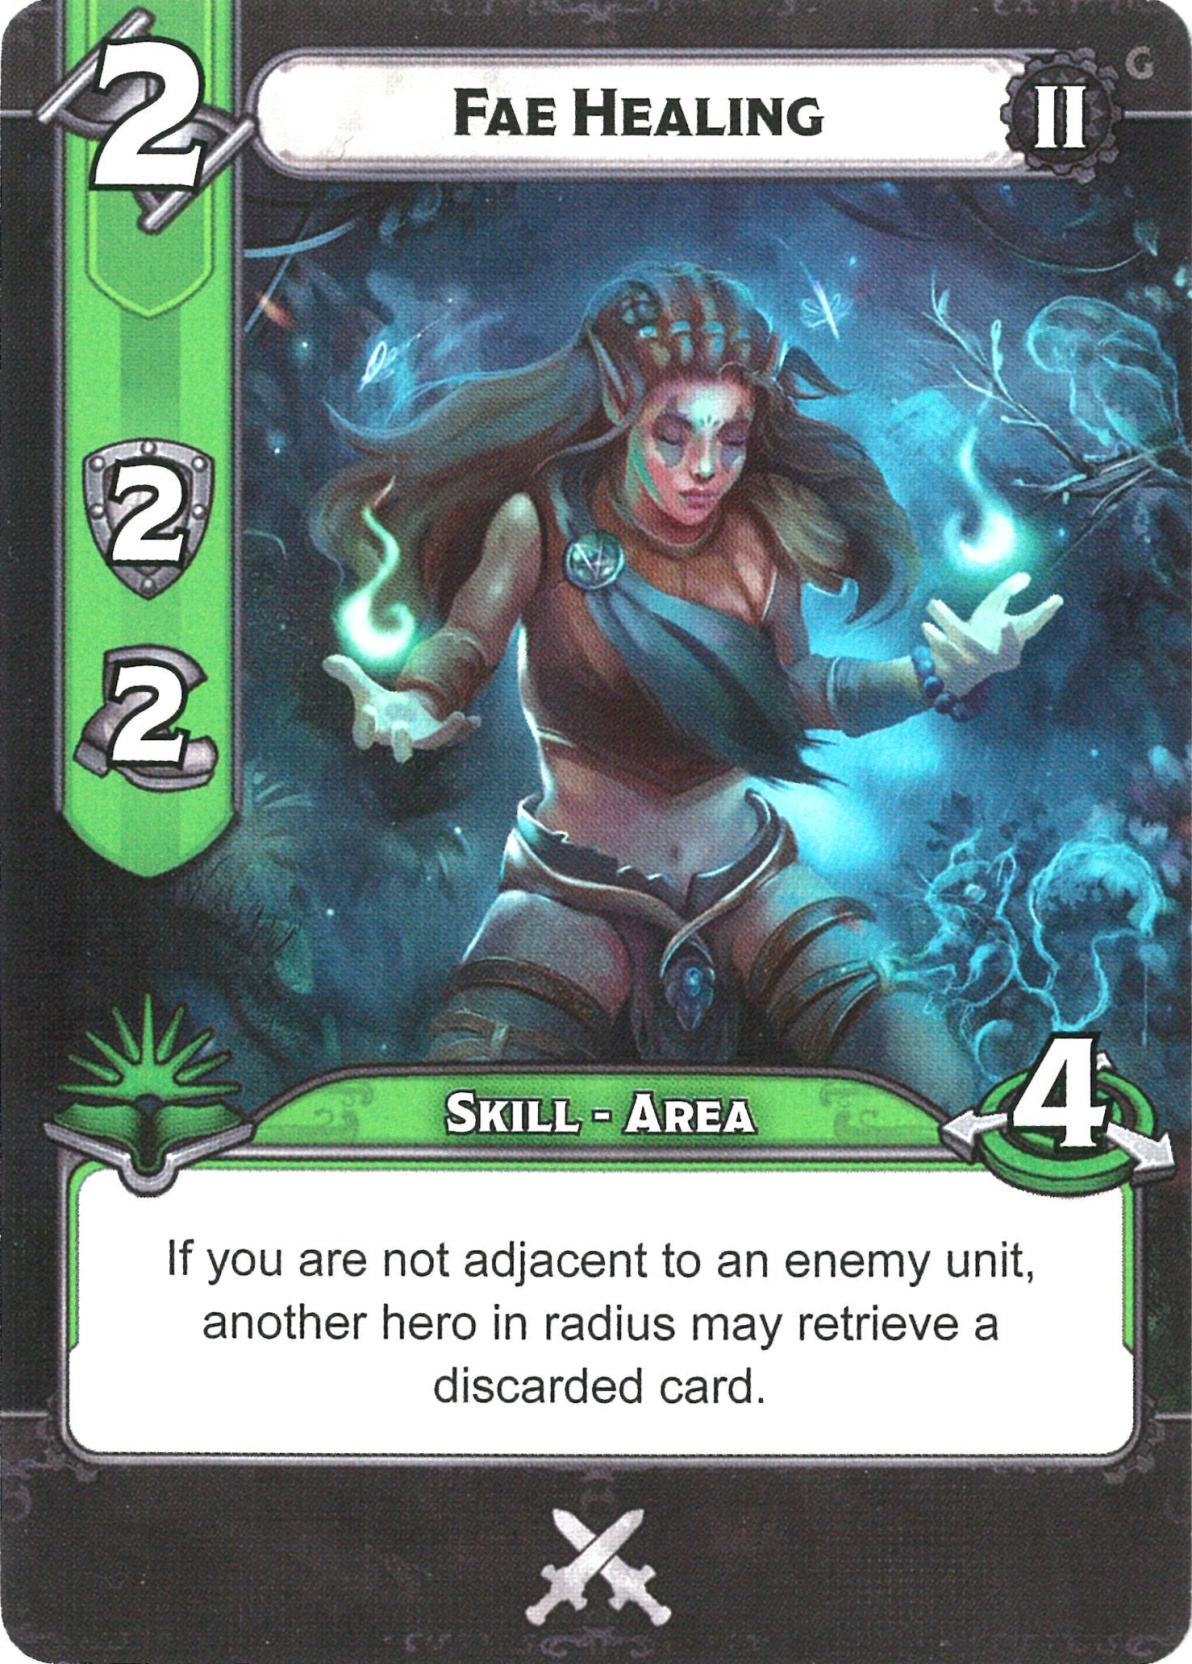 2
FAE HEALING
II
G
2
2
SKILL - AREA
4
If you are not adjacent to an enemy unit,
another hero in radius may retrieve a
discarded card.